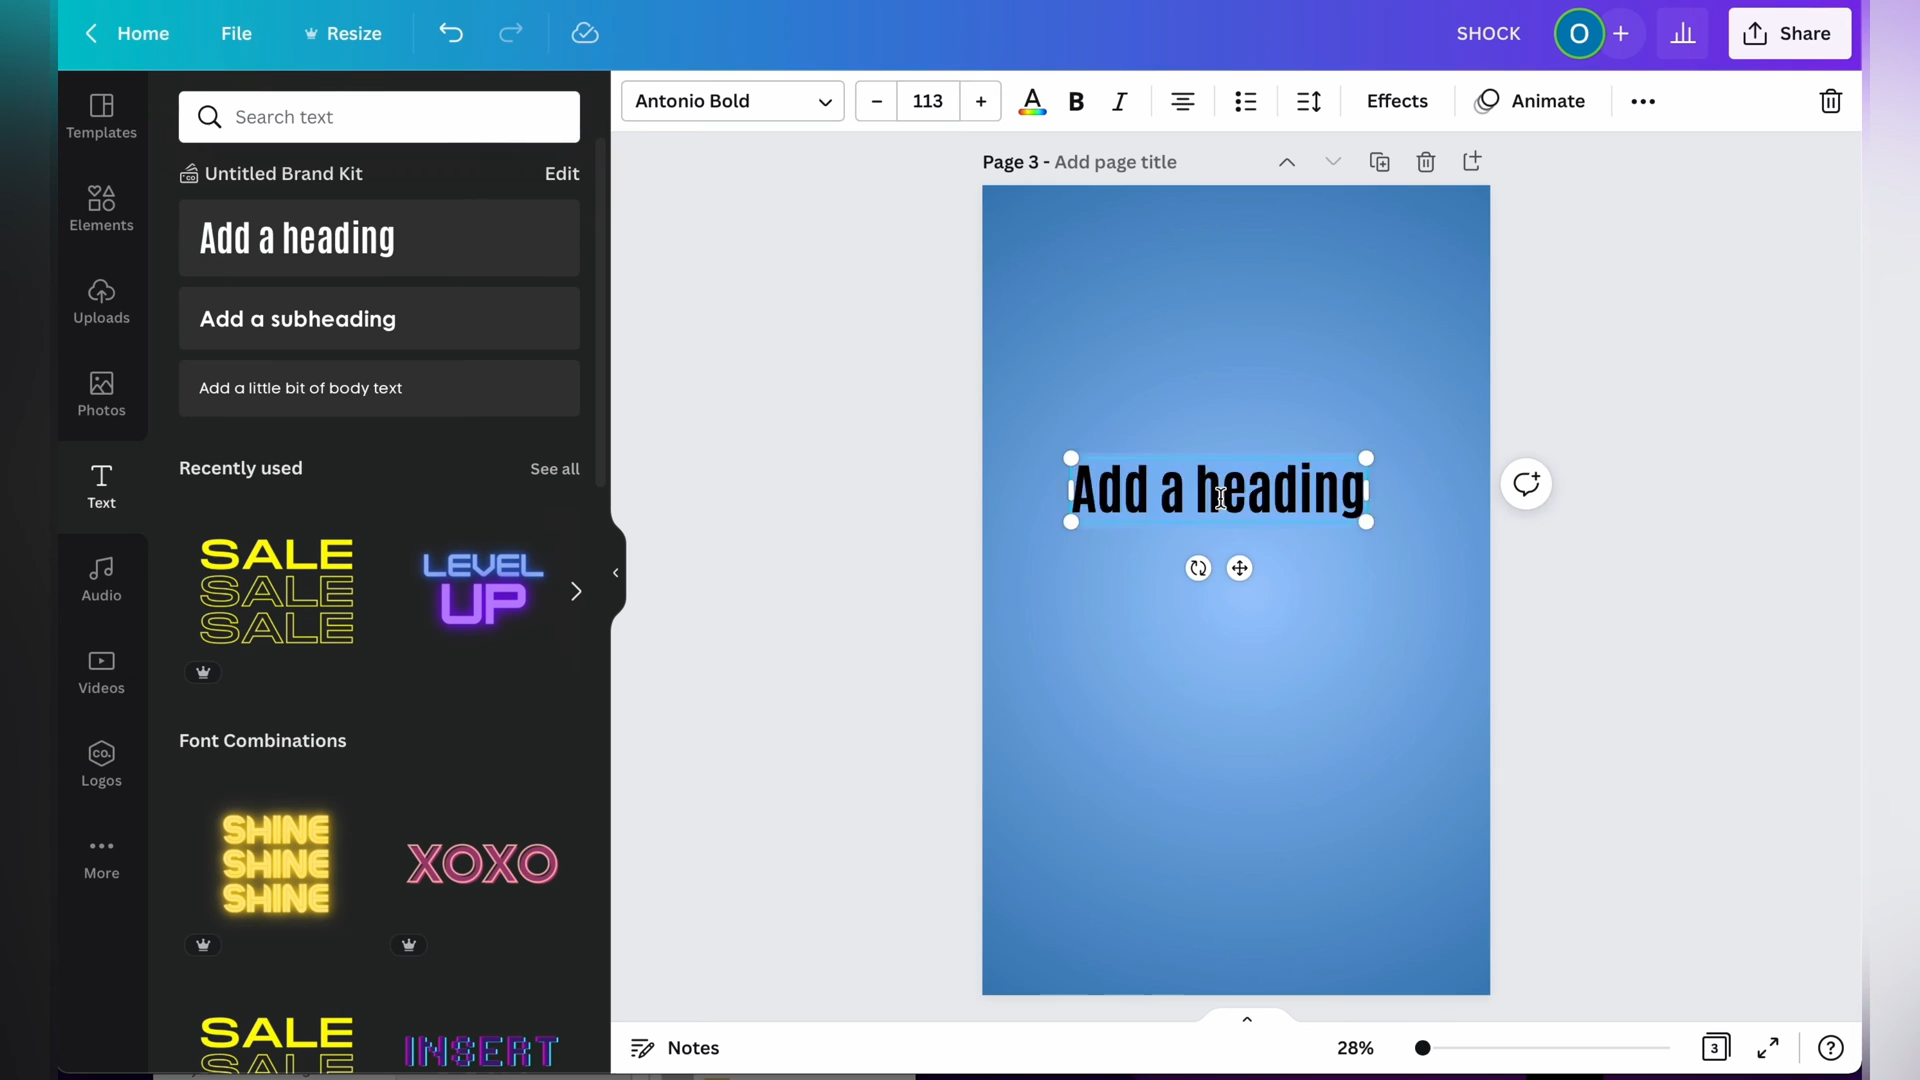 Home File Resize SHOCK O + Share
Templates
Elements
Uploads
Photos
Text
Audio
Videos
Logos
More
Search text
Untitled Brand Kit Edit
Add a heading
Add a subheading
Add a little bit of body text
Recently used See all
SALE
SALE
SALE
LEVEL
UP
Font Combinations
SHINE
SHINE
SHINE
XOXO
SALE
SALE
INSERT
Antonio Bold − 113 + A B I Effects Animate
Page 3 - Add page title
Add a heading
Notes 28% 3 ?